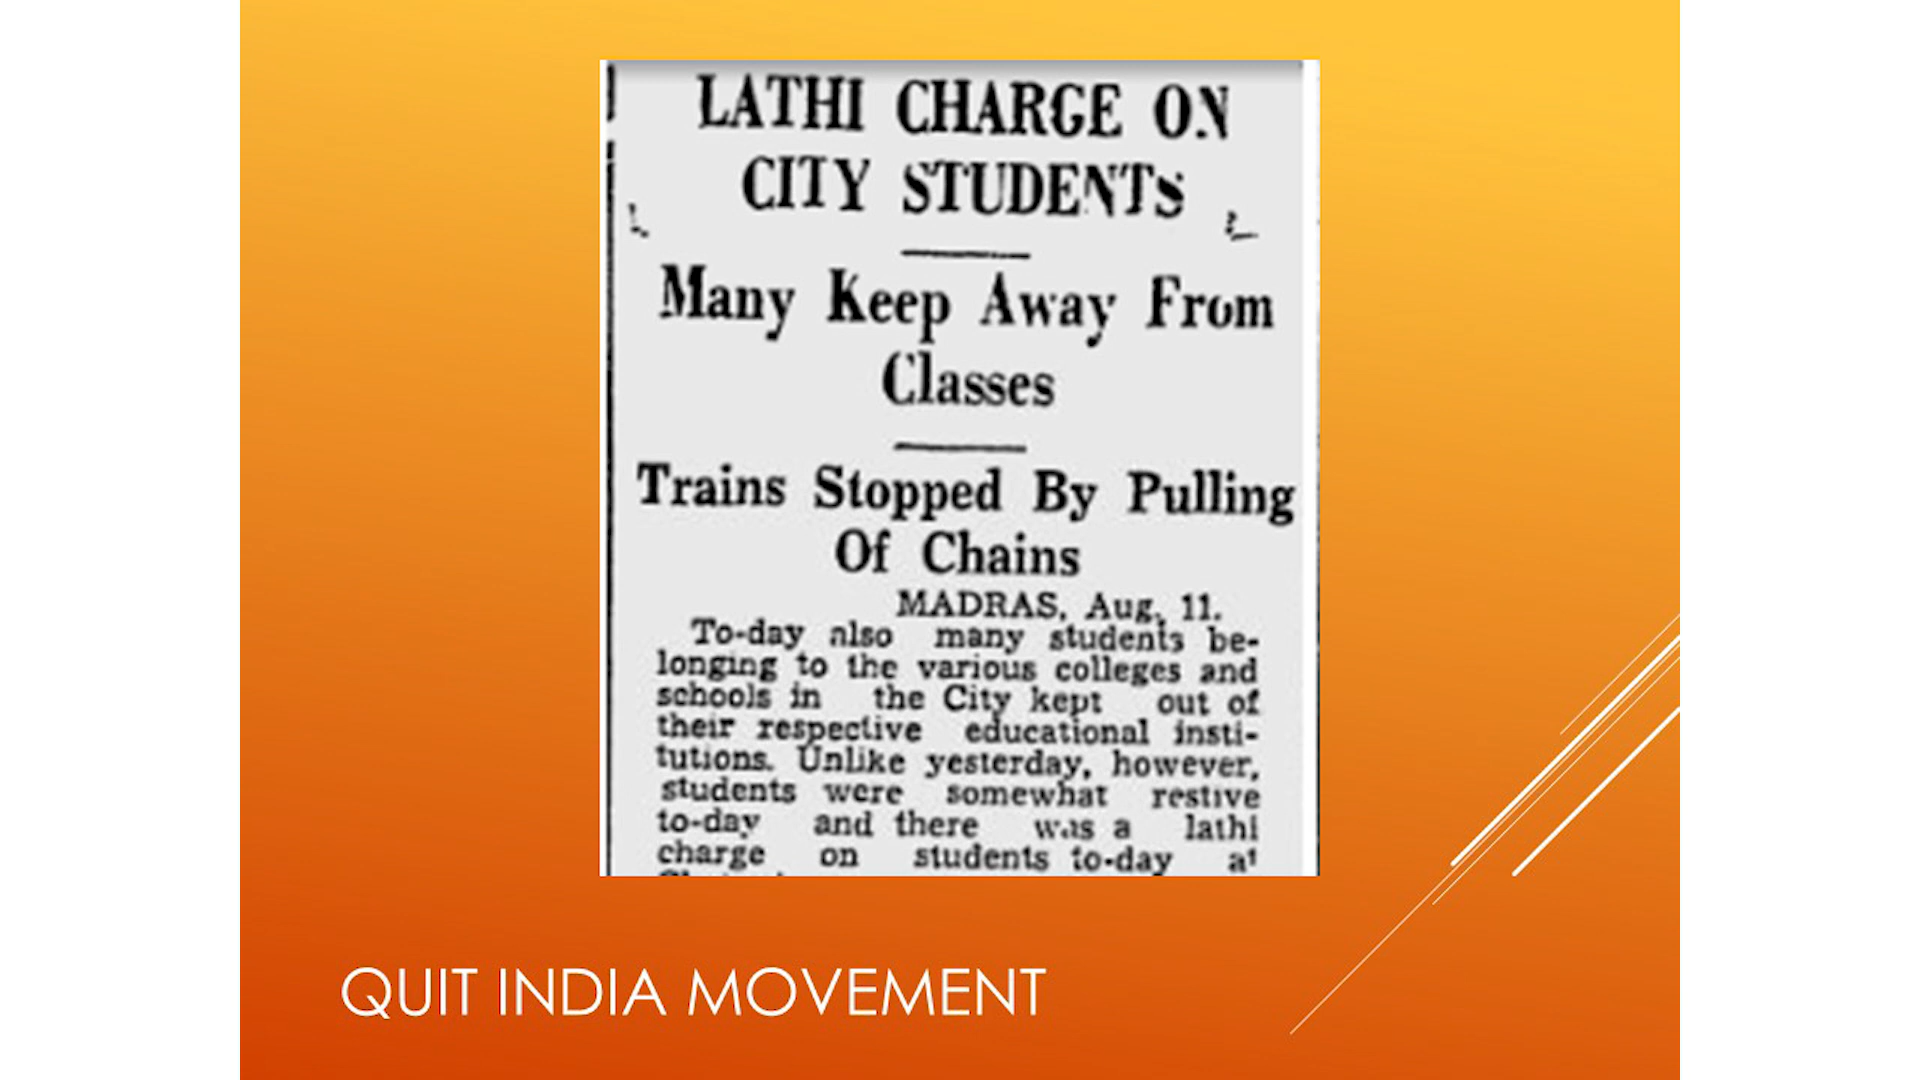 LATHI CHARGE ON
CITY STUDENTS
Many Keep Away From
Classes
Trains Stopped By Pulling
Of Chains
MADRAS, Aug. 11.
To-day also many students be-
longing to the various colleges and
schools in the City kept out of
their respective educational insti-
tutions. Unlike yesterday, however,
students were somewhat restive
to-day and there was a lathi
charge on students to-day at
QUIT INDIA MOVEMENT